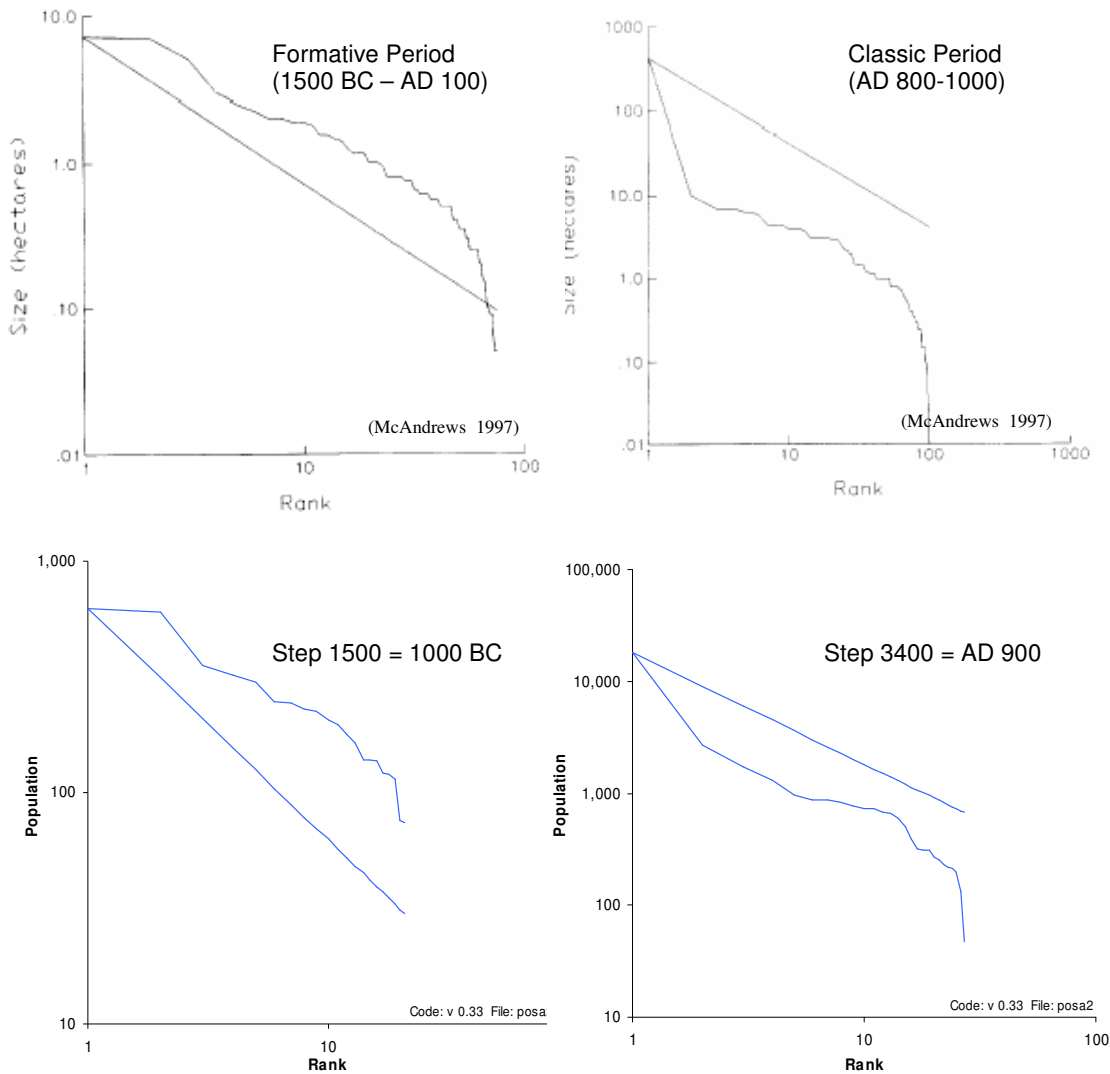 10.0
1.0
.10
.01
Size (hectares)
Formative Period
(1500 BC – AD 100)
(McAndrews 1997)
1
10
100
Rank
1000
100
10.0
1.0
.10
.01
Size (hectares)
Classic Period
(AD 800-1000)
(McAndrews 1997)
1
10
100
1000
Rank
1,000
100
10
Population
Step 1500 = 1000 BC
Code: v 0.33 File: posa2
1
10
Rank
100,000
10,000
1,000
100
10
Population
Step 3400 = AD 900
Code: v 0.33 File: posa2
1
10
100
Rank